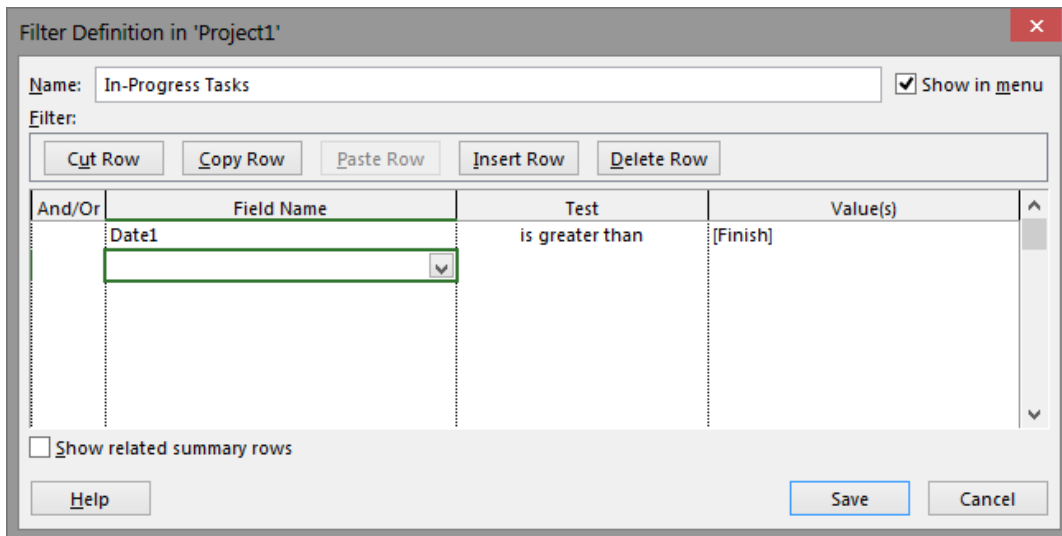 Filter Definition in 'Project1'
Name: In-Progress Tasks Show in menu
Filter:
Cut Row Copy Row Paste Row Insert Row Delete Row
And/Or Field Name Test Value(s)
Date1 is greater than [Finish]
Show related summary rows
Help Save Cancel